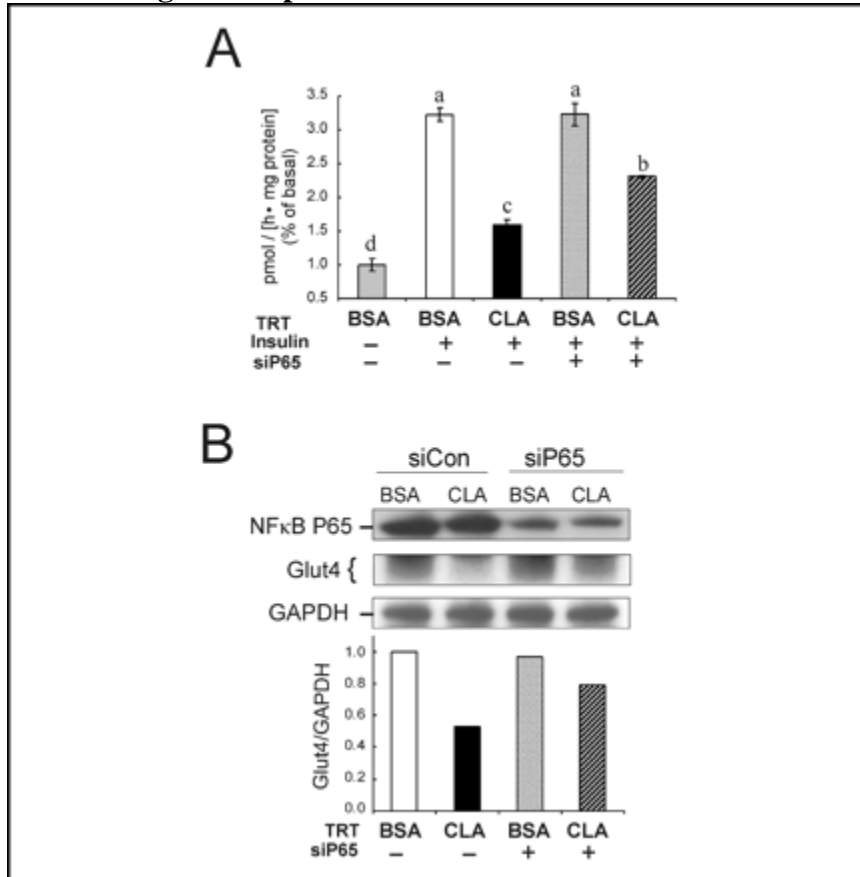 A
pmol / [h• mg protein]
(% of basal)
3.5
3.0
2.5
2.0
1.5
1.0
0.5
d
a
c
a
b
TRT BSA BSA CLA BSA CLA
Insulin – + + + +
siP65 – – – + +
B
siCon siP65
BSA CLA BSA CLA
NFκB P65
Glut4 {
GAPDH
Glut4/GAPDH
1.0
0.8
0.6
0.4
0.2
0.0
TRT BSA CLA BSA CLA
siP65 – – + +